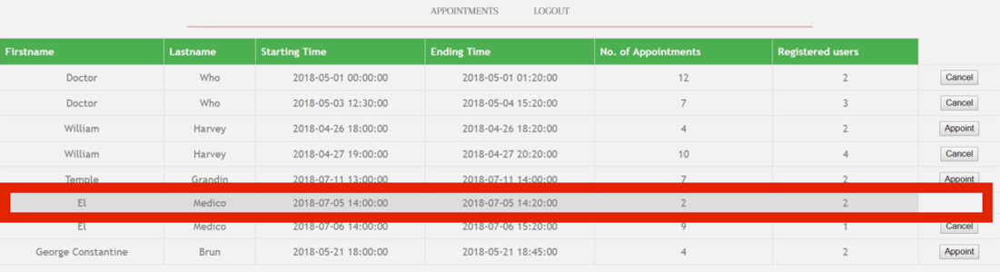 APPOINTMENTS LOGOUT
Firstname Lastname Starting Time Ending Time No. of Appointments Registered users
Doctor Who 2018-05-01 00:00:00 2018-05-01 01:20:00 12 2 Cancel
Doctor Who 2018-05-03 12:30:00 2018-05-04 15:20:00 7 3 Cancel
William Harvey 2018-04-26 18:00:00 2018-04-26 18:20:00 4 2 Appoint
William Harvey 2018-04-27 19:00:00 2018-04-27 20:20:00 10 4 Cancel
Temple Grandin 2018-07-11 13:00:00 2018-07-11 14:00:00 7 2 Appoint
El Medico 2018-07-05 14:00:00 2018-07-05 14:20:00 2 2
El Medico 2018-07-06 14:00:00 2018-07-06 15:20:00 9 1 Cancel
George Constantine Brun 2018-05-21 18:00:00 2018-05-21 18:45:00 4 2 Appoint